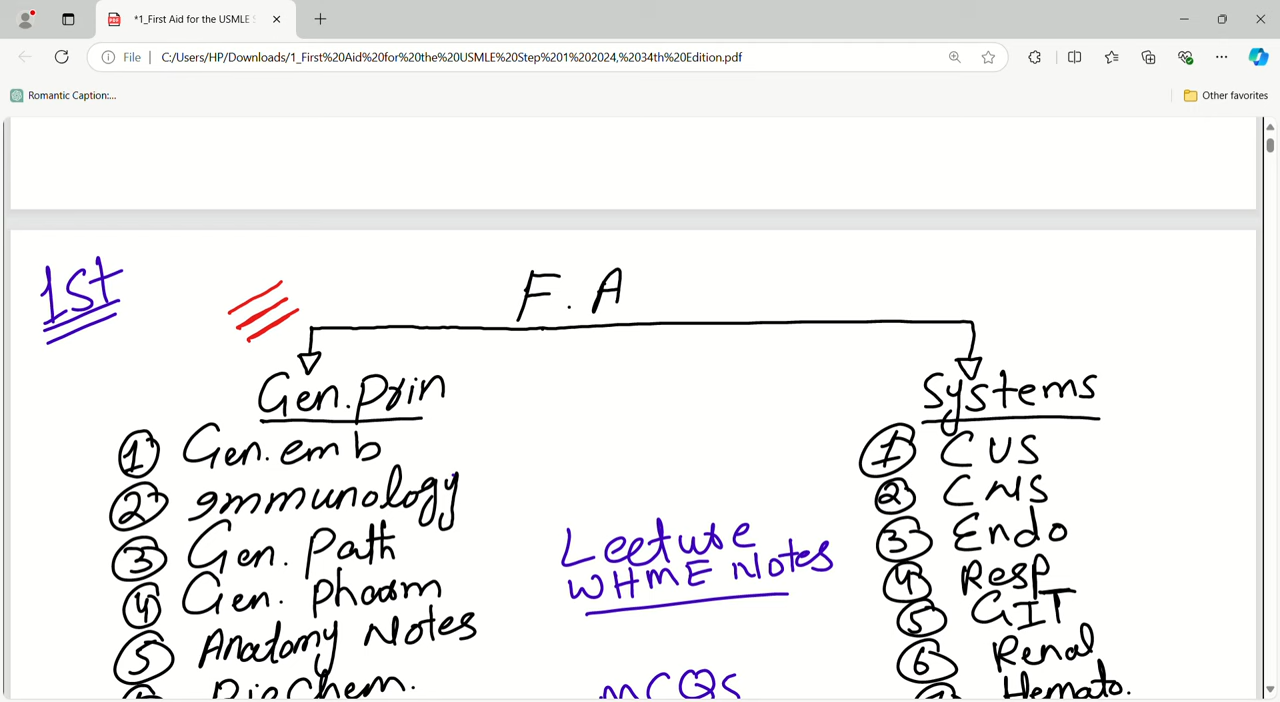 *1_First Aid for the USMLE S
File
C:/Users/HP/Downloads/1_First%20Aid%20for%20the%20USMLE%20Step%201%202024,%2034th%20Edition.pdf
Romantic Caption:...
Other favorites
1st
F. A
Gen. prin
① Gen. emb
② Immunology
③ Gen. Path
④ Gen. pharm
⑤ Anatomy Notes
Biochem.
Lecture
WHME Notes
MCQs
Systems
① CVS
② CNS
③ Endo
④ Resp
⑤ GIT
⑥ Renal
Hemato.